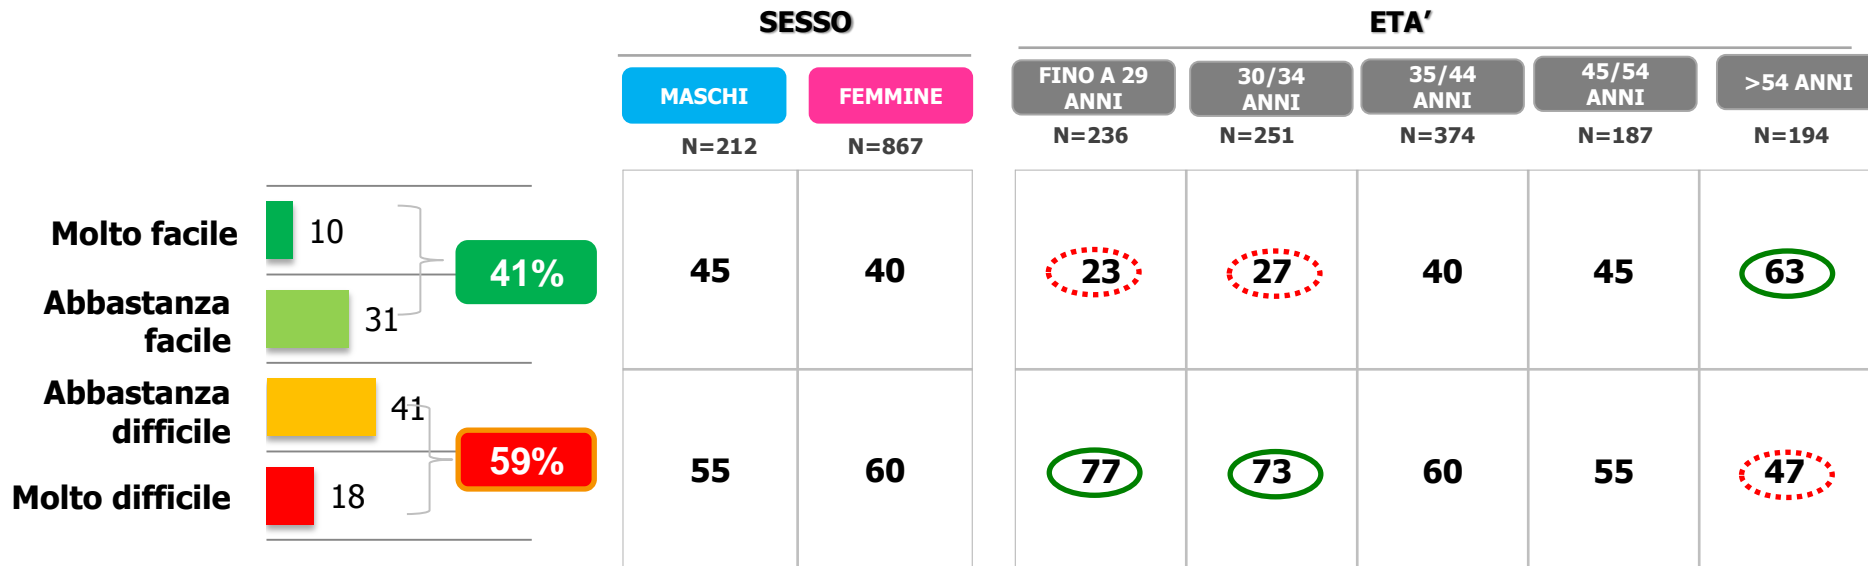 SESSO
ETA’
MASCHI
FEMMINE
FINO A 29
ANNI
30/34
ANNI
35/44
ANNI
45/54
ANNI
>54 ANNI
N=212
N=867
N=236
N=251
N=374
N=187
N=194
Molto facile
10
Abbastanza
facile
31
41%
45
40
23
27
40
45
63
Abbastanza
difficile
41
Molto difficile
18
59%
55
60
77
73
60
55
47